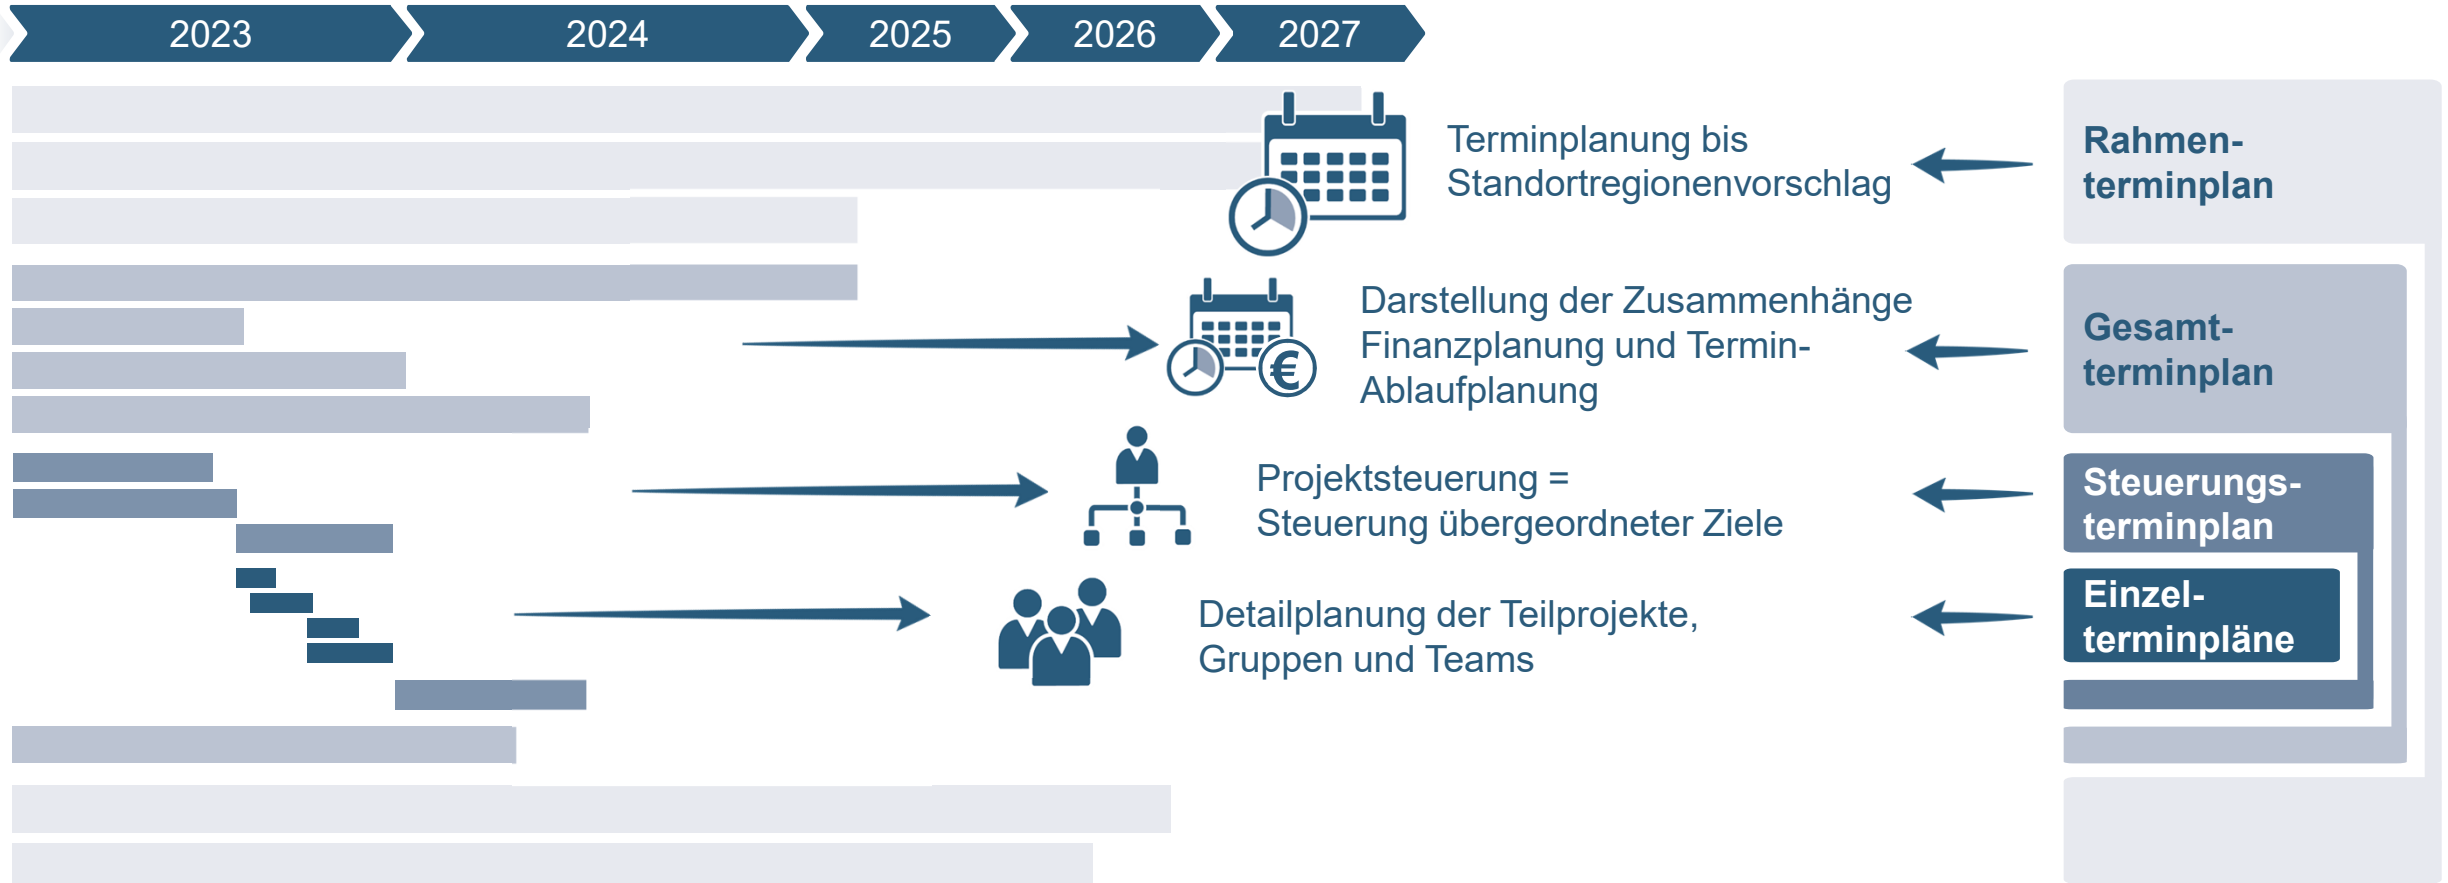 2023 2024 2025 2026 2027
Terminplanung bis
Standortregionenvorschlag
Rahmen-
terminplan
Darstellung der Zusammenhänge
Finanzplanung und Termin-
Ablaufplanung
€
Gesamt-
terminplan
Projektsteuerung =
Steuerung übergeordneter Ziele
Steuerungs-
terminplan
Detailplanung der Teilprojekte,
Gruppen und Teams
Einzel-
terminpläne